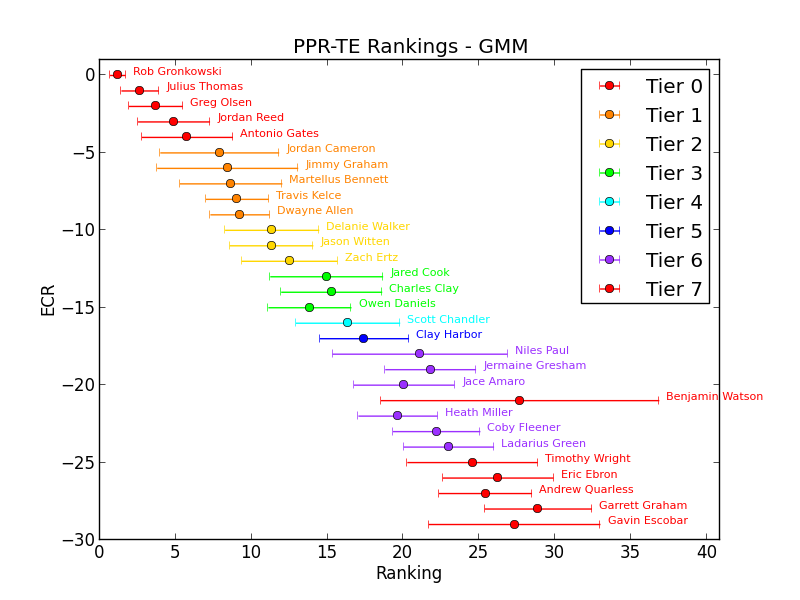 PPR-TE Rankings - GMM
Rob Gronkowski
Julius Thomas
Greg Olsen
Jordan Reed
Antonio Gates
Jordan Cameron
Jimmy Graham
Martellus Bennett
Travis Kelce
Dwayne Allen
Delanie Walker
Jason Witten
Zach Ertz
Jared Cook
Charles Clay
Owen Daniels
Scott Chandler
Clay Harbor
Niles Paul
Jermaine Gresham
Jace Amaro
Benjamin Watson
Heath Miller
Coby Fleener
Ladarius Green
Timothy Wright
Eric Ebron
Andrew Quarless
Garrett Graham
Gavin Escobar
Tier 0
Tier 1
Tier 2
Tier 3
Tier 4
Tier 5
Tier 6
Tier 7
ECR
0
−5
−10
−15
−20
−25
−30
0 5 10 15 20 25 30 35 40
Ranking